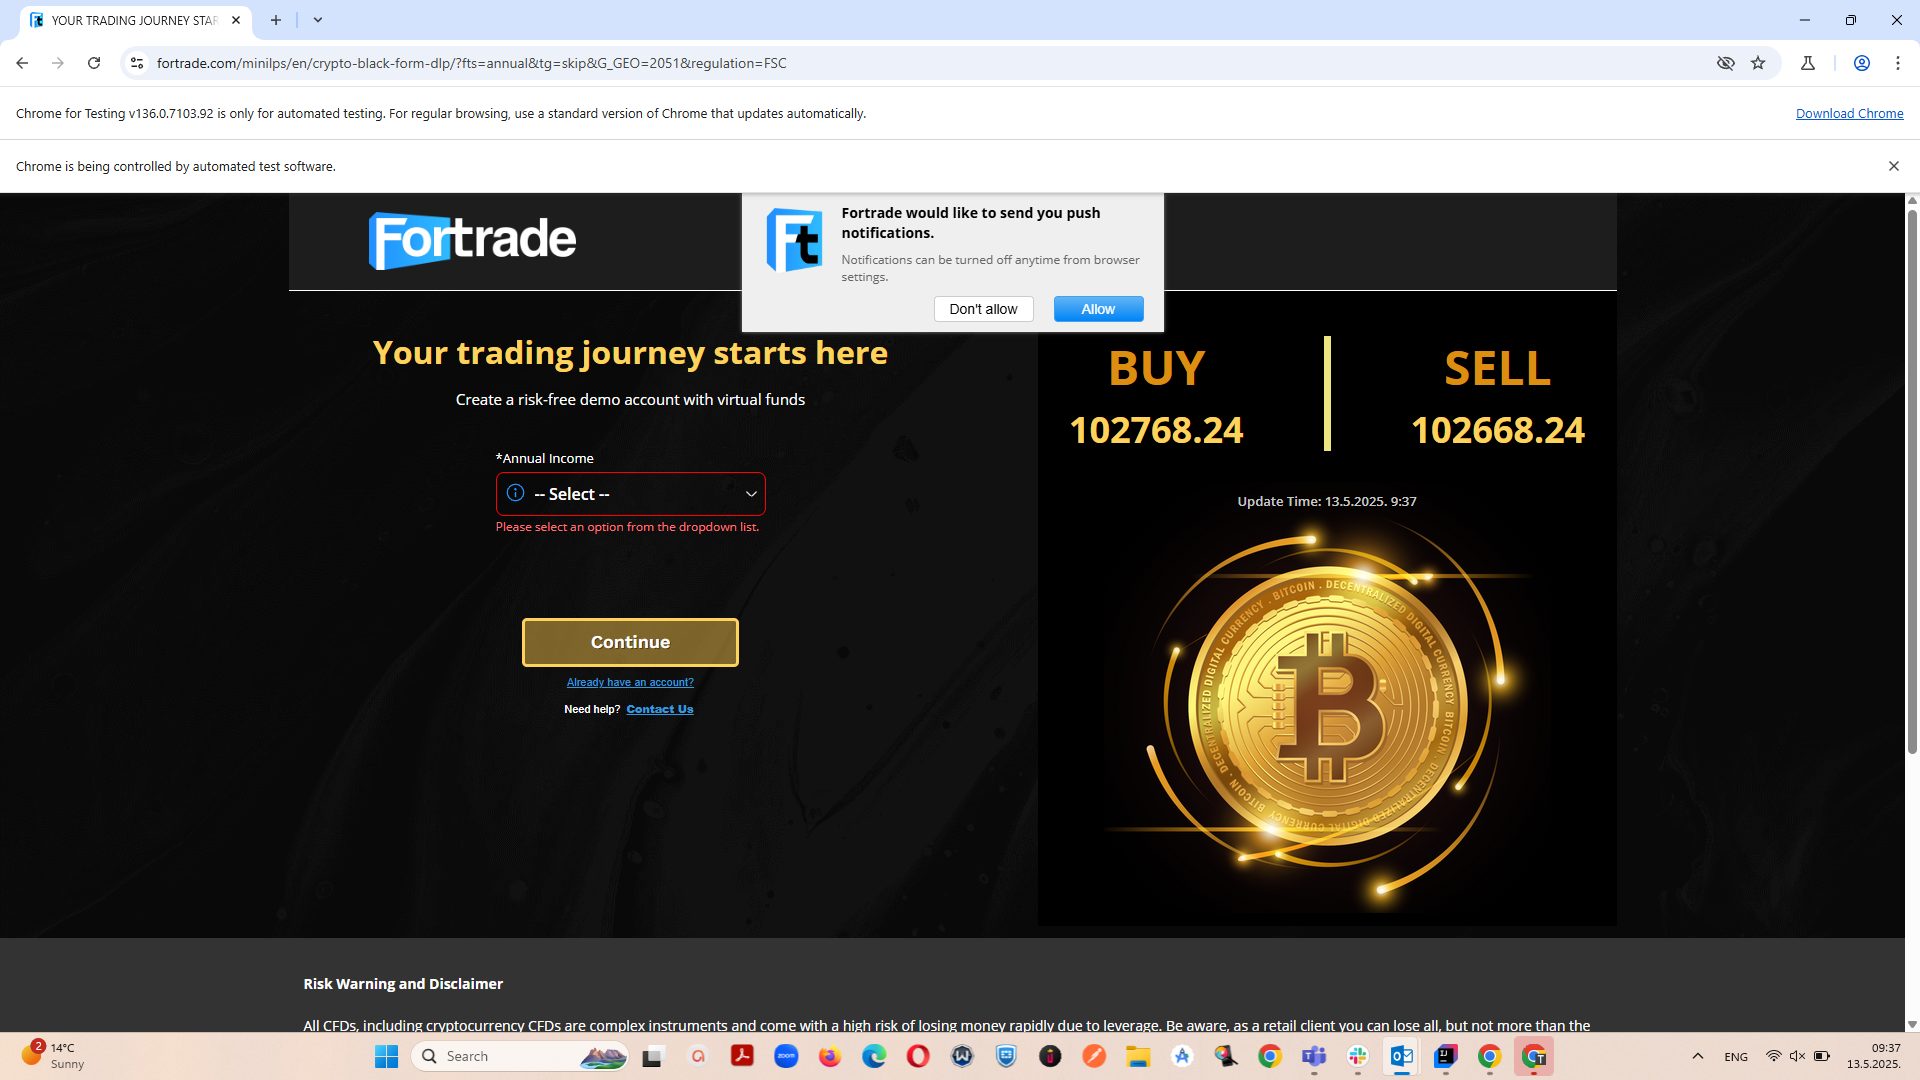 YOUR TRADING JOURNEY STAR
fortrade.com/minilps/en/crypto-black-form-dlp/?fts=annual&tg=skip&G_GEO=2051&regulation=FSC
Chrome for Testing v136.0.7103.92 is only for automated testing. For regular browsing, use a standard version of Chrome that updates automatically.
Download Chrome
Chrome is being controlled by automated test software.
Fortrade
Ft
Fortrade would like to send you push
notifications.
Notifications can be turned off anytime from browser
settings.
Don't allow
Allow
Your trading journey starts here
Create a risk-free demo account with virtual funds
*Annual Income
-- Select --
Please select an option from the dropdown list.
Continue
Already have an account?
Need help? Contact Us
BUY
102768.24
SELL
102668.24
Update Time: 13.5.2025. 9:37
BITCOIN . DECENTRALIZED DIGITAL CURRENCY . BITCOIN . DECENTRALIZED DIGITAL CURRENCY . BITCOIN . DECENTRALIZED DIGITAL CURRENCY
Risk Warning and Disclaimer
All CFDs, including cryptocurrency CFDs are complex instruments and come with a high risk of losing money rapidly due to leverage. Be aware, as a retail client you can lose all, but not more than the
2
14°C
Sunny
Search
zoom
ENG
09:37
13.5.2025.